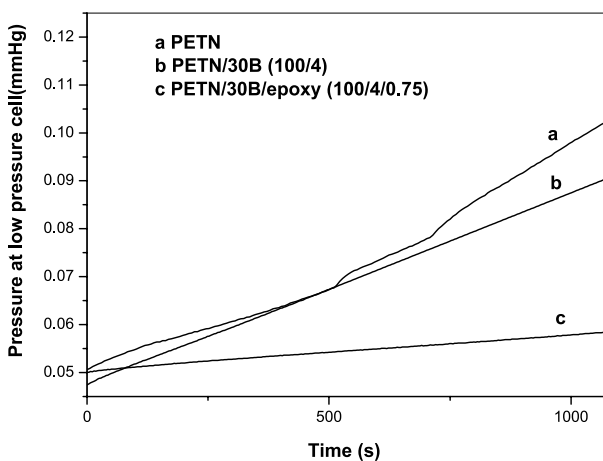 0.12
a PETN
b PETN/30B (100/4)
0.11
c PETN/30B/epoxy (100/4/0.75)
0.10
a
0.09
b
0.08
0.07
0.06
c
0.05
0
500
1000
Pressure at low pressure cell(mmHg)
Time (s)